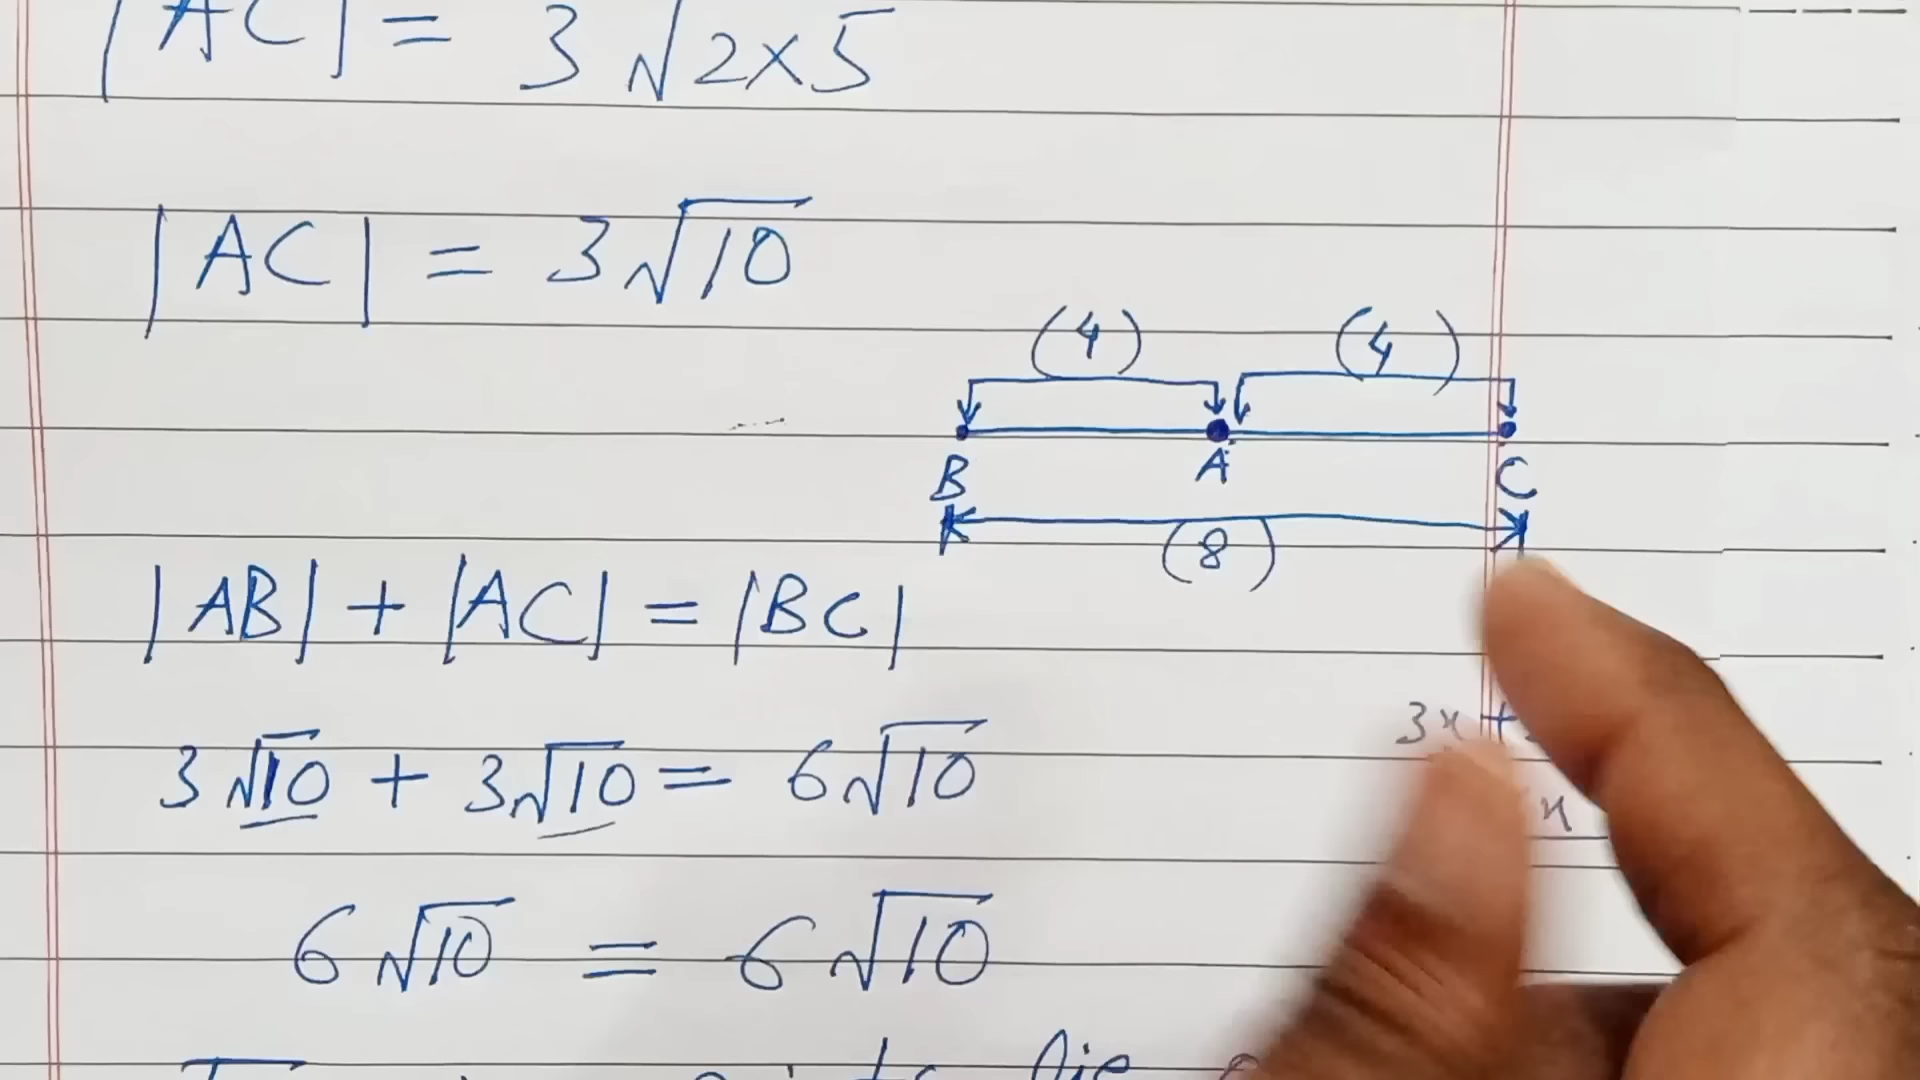 |AC| = 3√2×5
|AC| = 3√10
(4) (4)
B A C
(8)
|AB| + |AC| = |BC|
3√10 + 3√10 = 6√10
3x +
x
6√10 = 6√10